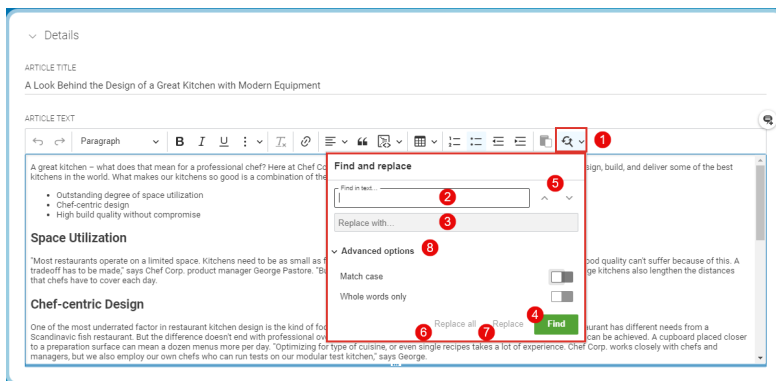 Details
ARTICLE TITLE
A Look Behind the Design of a Great Kitchen with Modern Equipment
ARTICLE TEXT
Paragraph B I U Tx 1
A great kitchen – what does that mean for a professional chef? Here at Chef Co sign, build, and deliver some of the best
kitchens in the world. What makes our kitchens so good is a combination of the
Outstanding degree of space utilization
Chef-centric design
High build quality without compromise
Space Utilization
"Most restaurants operate on a limited space. Kitchens need to be as small as f ood quality can't suffer because of this. A
tradeoff has to be made," says Chef Corp. product manager George Pastore. "Bu ge kitchens also lengthen the distances
that chefs have to cover each day.
Chef-centric Design
One of the most underrated factor in restaurant kitchen design is the kind of foo urant has different needs from a
Scandinavic fish restaurant. But the difference doesn't end with professional ov can be achieved. A cupboard placed closer
to a preparation surface can mean a dozen menus more per day. "Optimizing for type of cuisine, or even single recipes takes a lot of experience. Chef Corp. works closely with chefs and
managers, but we also employ our own chefs who can run tests on our modular test kitchen," says George.
Find and replace
Find in text...
2
5
Replace with...
3
Advanced options 8
Match case
Whole words only
4
Replace all Replace Find
6 7